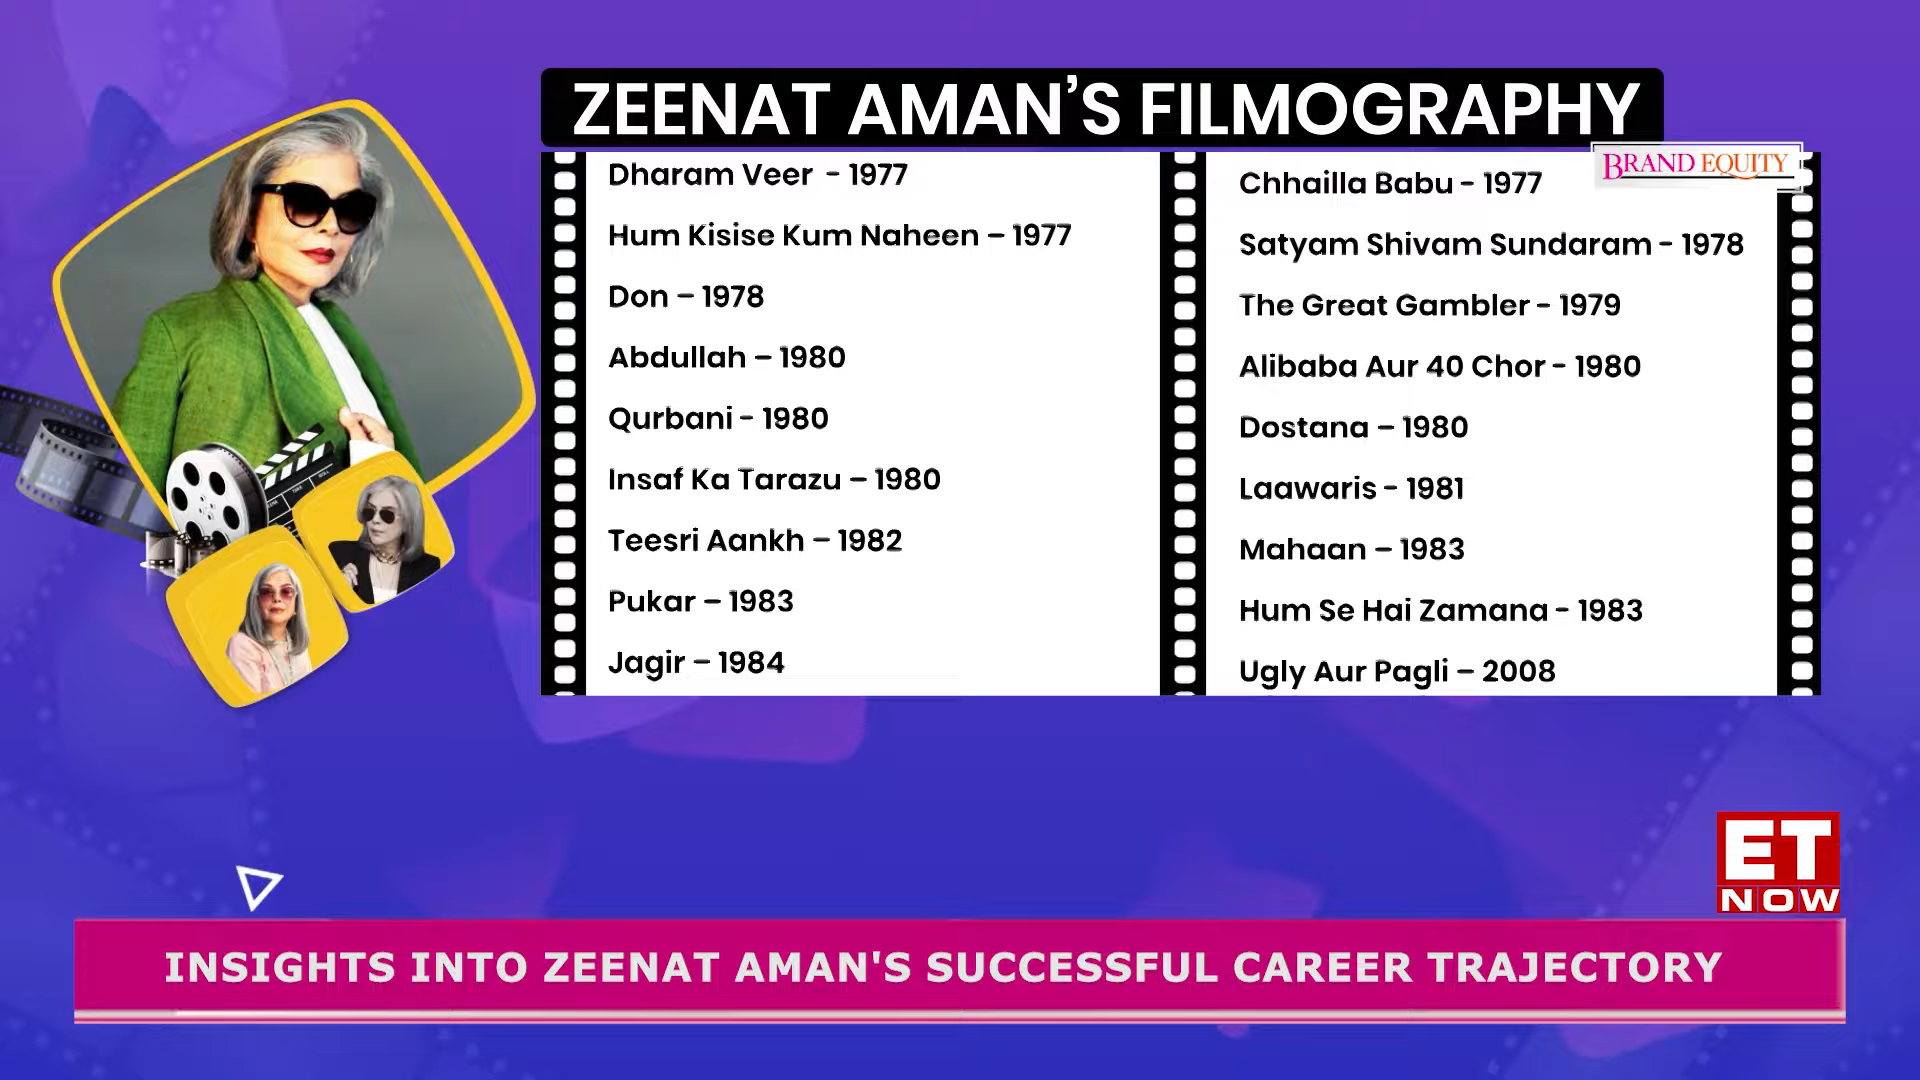 ZEENAT AMAN’S FILMOGRAPHY
BRAND EQUITY
Dharam Veer - 1977
Hum Kisise Kum Naheen – 1977
Don – 1978
Abdullah – 1980
Qurbani - 1980
Insaf Ka Tarazu – 1980
Teesri Aankh – 1982
Pukar – 1983
Jagir – 1984
Chhailla Babu - 1977
Satyam Shivam Sundaram - 1978
The Great Gambler - 1979
Alibaba Aur 40 Chor - 1980
Dostana – 1980
Laawaris - 1981
Mahaan – 1983
Hum Se Hai Zamana - 1983
Ugly Aur Pagli – 2008
ET
NOW
INSIGHTS INTO ZEENAT AMAN'S SUCCESSFUL CAREER TRAJECTORY